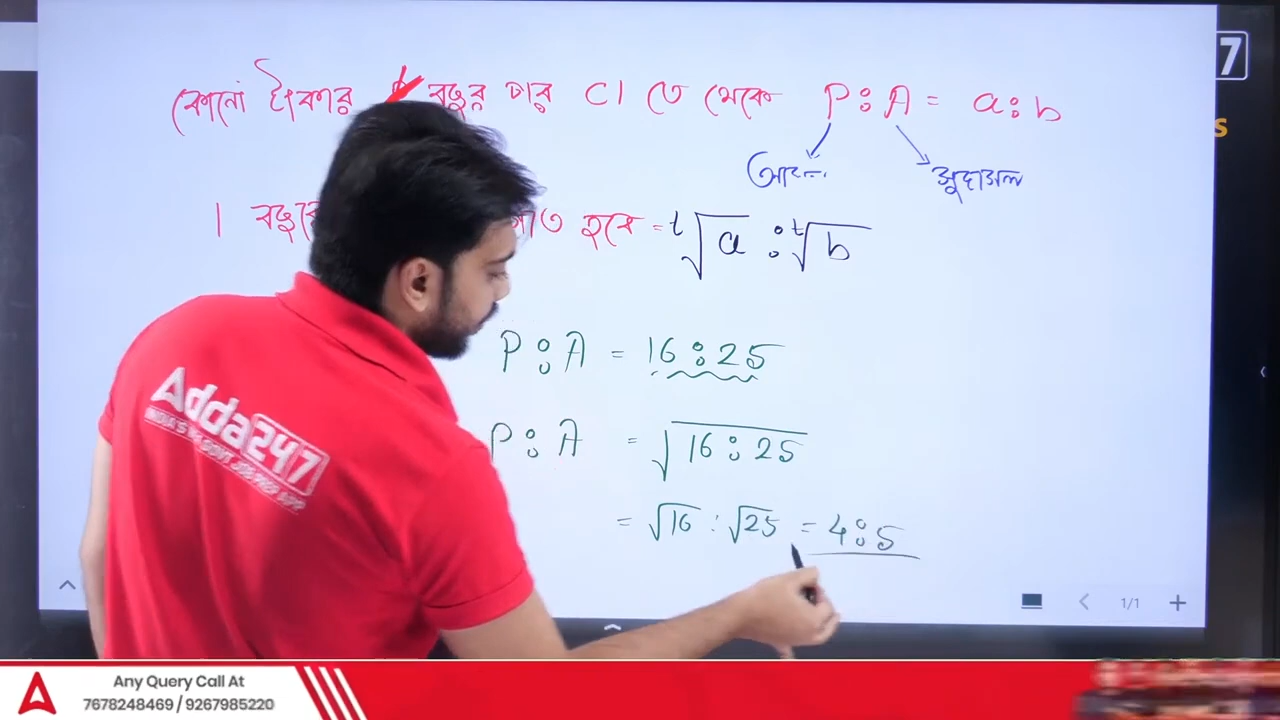 কোনো টাকার t বছরের হার CI তে থেকে P:A = a:b
আসল সুদাসল
1 বছরে হবে = ᵗ√a : ᵗ√b
P:A = 16:25
P:A = √16:25
= √16 : √25 = 4:5
1/1
7
s
Adda247
Any Query Call At
7678248469 / 9267985220